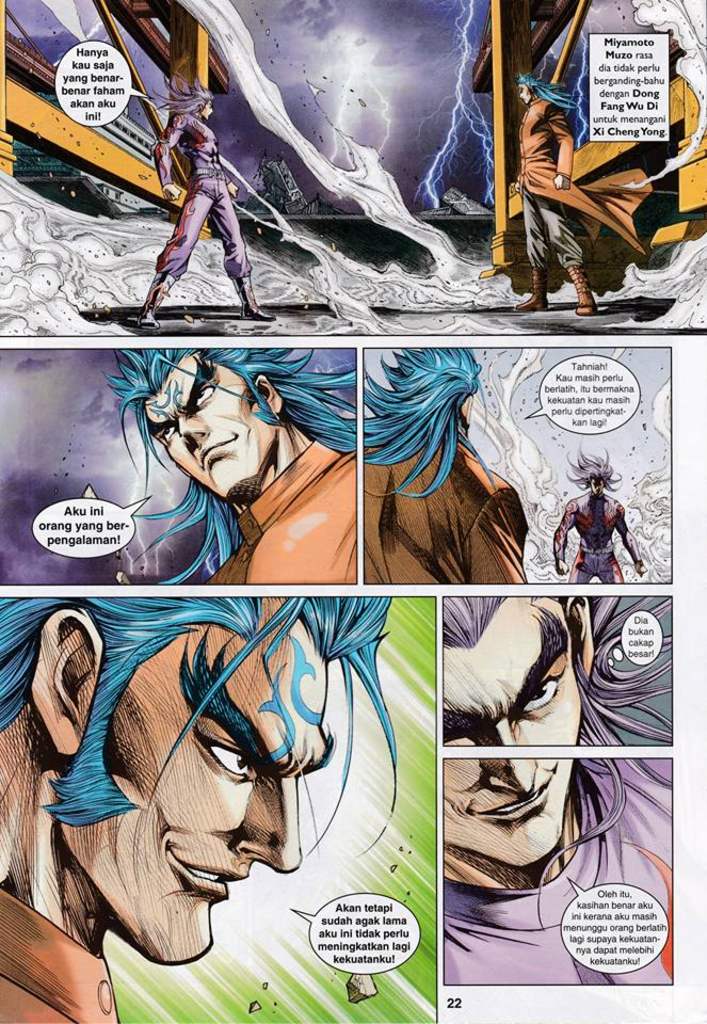 Hanya
kau saja
yang benar-
benar faham
akan aku
ini!
Miyamoto
Muzo rasa
dia tidak perlu
berganding-bahu
dengan Dong
Fang Wu Di
untuk menangani
Xi Cheng Yong.
Aku ini
orang yang ber-
pengalaman!
Tahniah!
Kau masih perlu
berlatih, itu bermakna
kekuatan kau masih
perlu dipertingkat-
kan lagi!
Akan tetapi
sudah agak lama
aku ini tidak perlu
meningkatkan lagi
kekuatanku!
Dia
bukan
cakap
besar!
Oleh itu,
kasihan benar aku
ini kerana aku masih
menunggu orang berlatih
lagi supaya kekuatan-
nya dapat melebihi
kekuatanku!
22